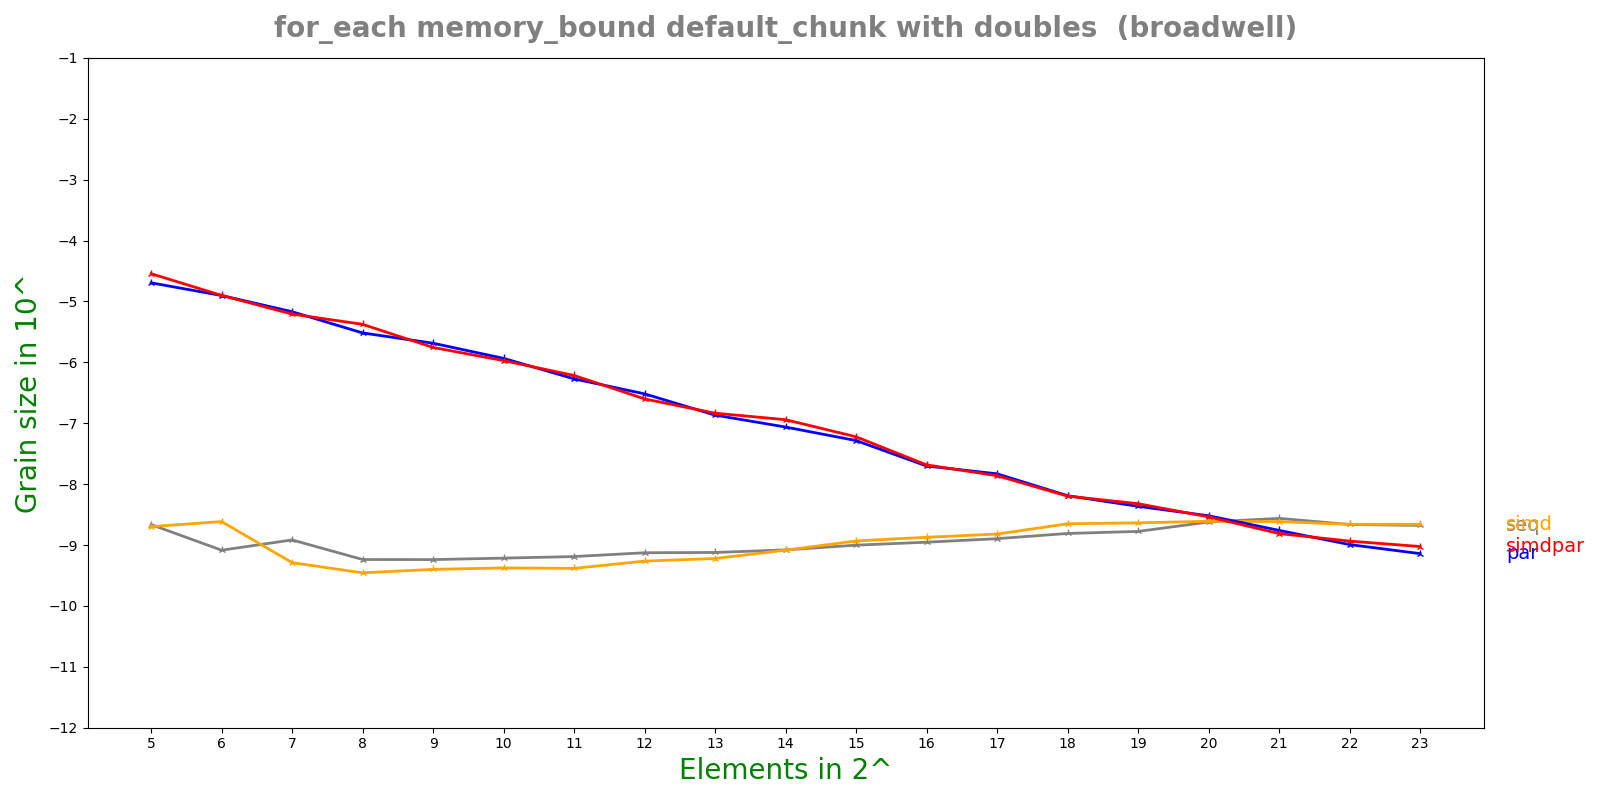 for_each memory_bound default_chunk with doubles  (broadwell)
Grain size in 10^
−1
−2
−3
−4
−5
−6
−7
−8
−9
−10
−11
−12
simd
seq
simdpar
par
5 6 7 8 9 10 11 12 13 14 15 16 17 18 19 20 21 22 23
Elements in 2^